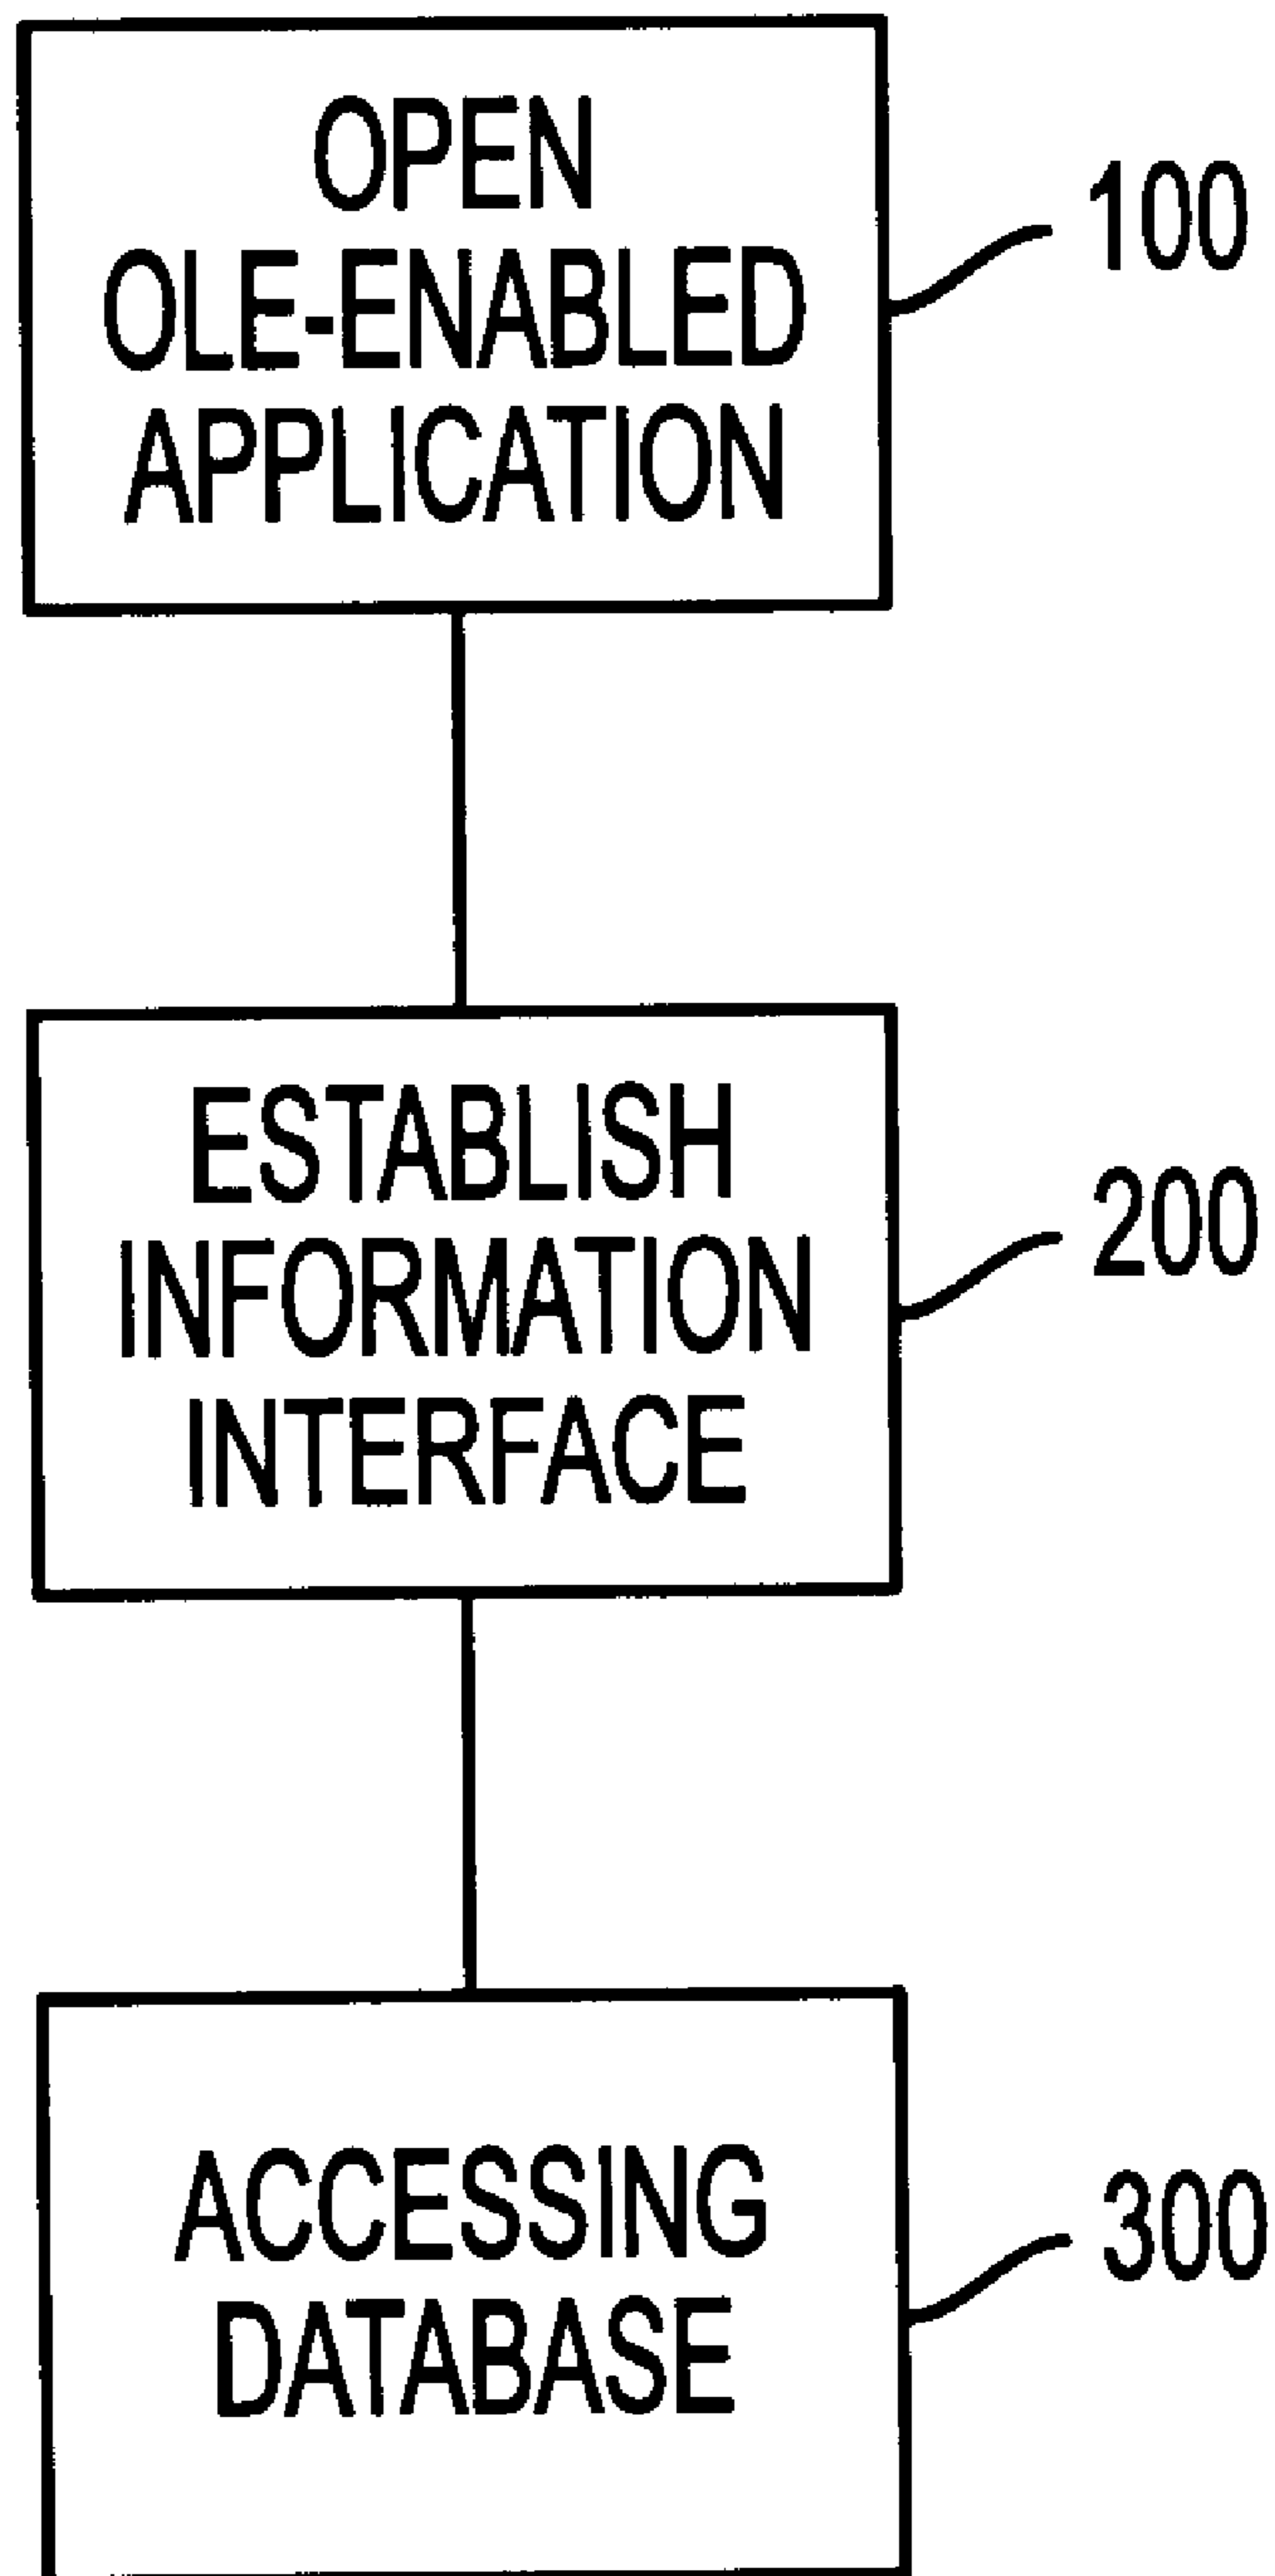 OPEN
OLE-ENABLED
APPLICATION
100
ESTABLISH
INFORMATION
INTERFACE
200
ACCESSING
DATABASE
300